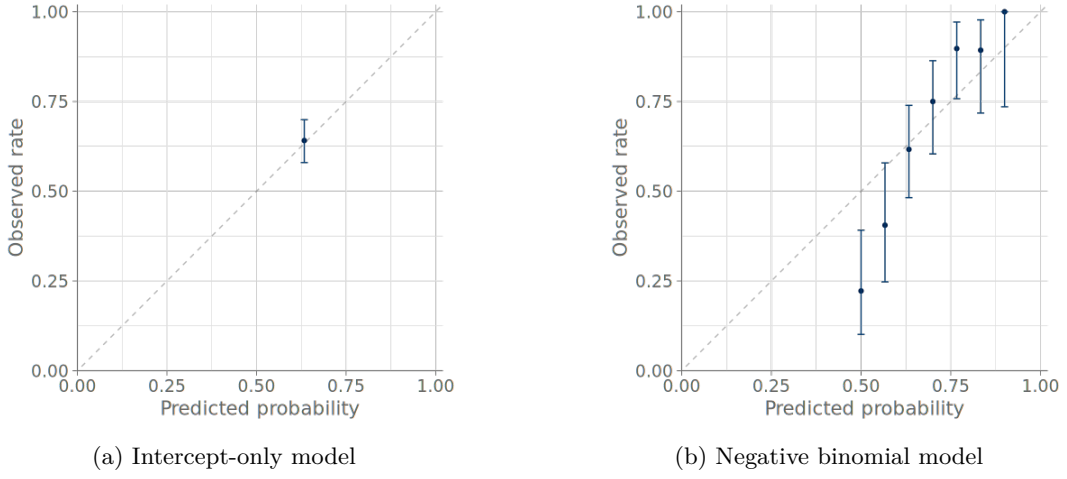 1.00
0.75
0.50
0.25
0.00
Observed rate
0.00 0.25 0.50 0.75 1.00
Predicted probability
(a) Intercept-only model
1.00
0.75
0.50
0.25
0.00
Observed rate
0.00 0.25 0.50 0.75 1.00
Predicted probability
(b) Negative binomial model